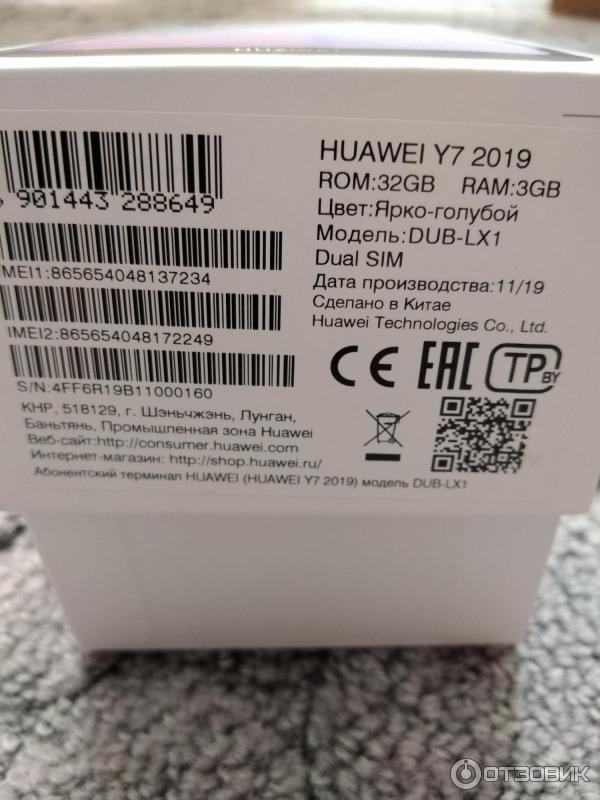 HUAWEI
HUAWEI Y7 2019
ROM:32GB RAM:3GB
Цвет:Ярко-голубой
Модель:DUB-LX1
Dual SIM
Дата производства:11/19
Сделано в Китае
Huawei Technologies Co., Ltd.
901443 288649
MEI1:865654048137234
IMEI2:865654048172249
S/N:4FF6R19B11000160
CE EAC TP BY
КНР, 518129, г. Шэньчжэнь, Лунган,
Баньтянь, Промышленная зона Huawei
Веб-сайт:http://consumer.huawei.com
Интернет-магазин: http://shop.huawei.ru/
Абонентский терминал HUAWEI (HUAWEI Y7 2019) модель DUB-LX1
ОТЗОВИК